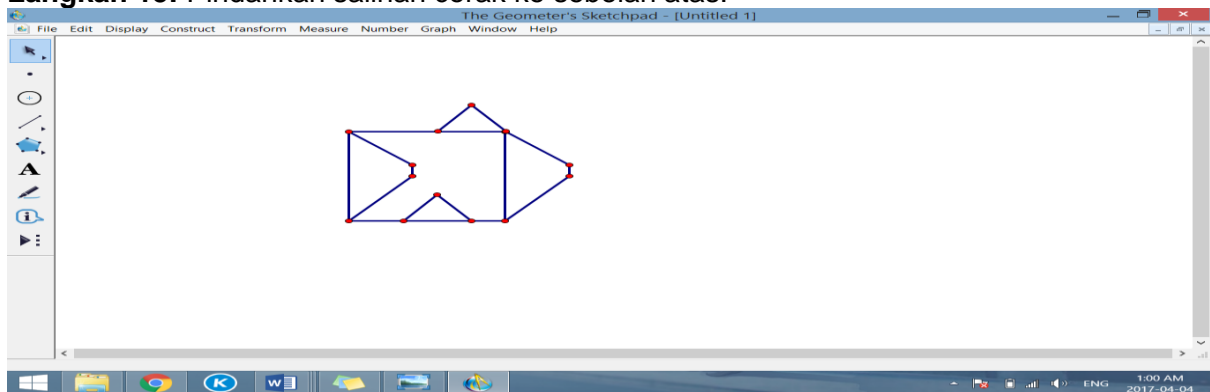 Langkah 10: Pindahkan salinan corak ke sebelah atas.
The Geometer's Sketchpad - [Untitled 1]
File Edit Display Construct Transform Measure Number Graph Window Help
A
K
W
ENG
1:00 AM
2017-04-04